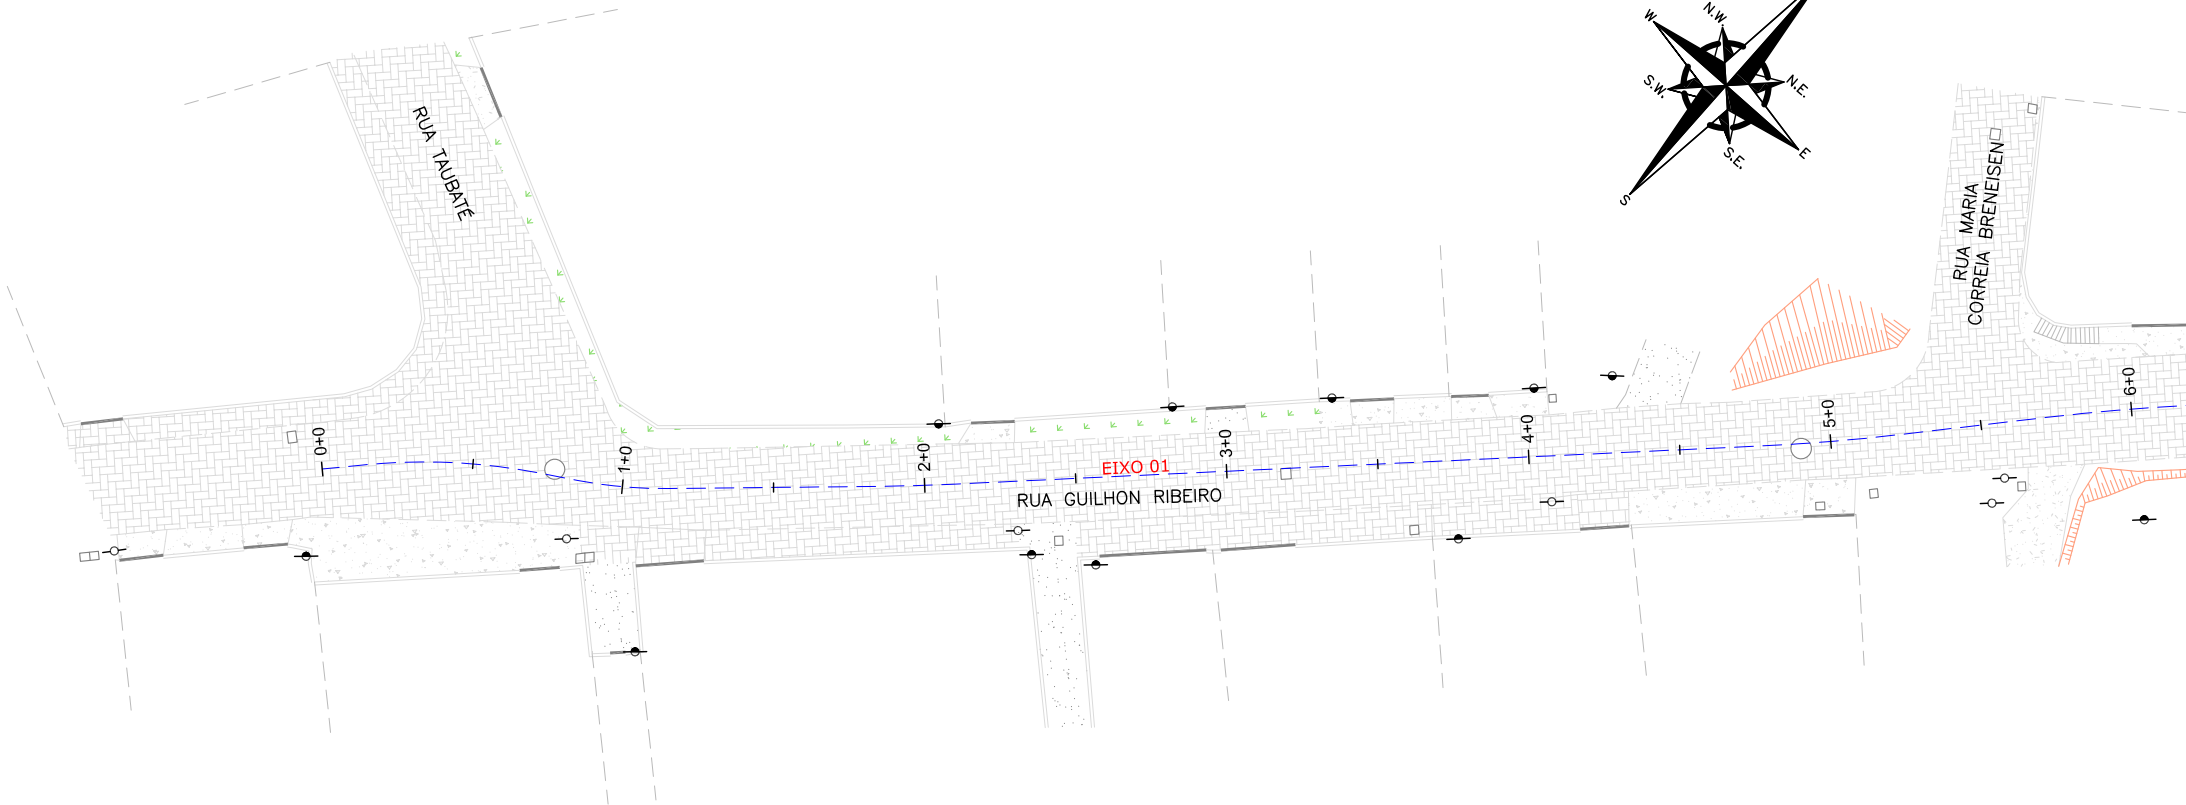 N.W.
W
S.W.
N.E.
S.E.
E
S
RUA TAUBATÉ
RUA MARIA
CORREIA BRENEISEN
0+0
1+0
2+0
3+0
4+0
5+0
6+0
EIXO 01
RUA GUILHON RIBEIRO